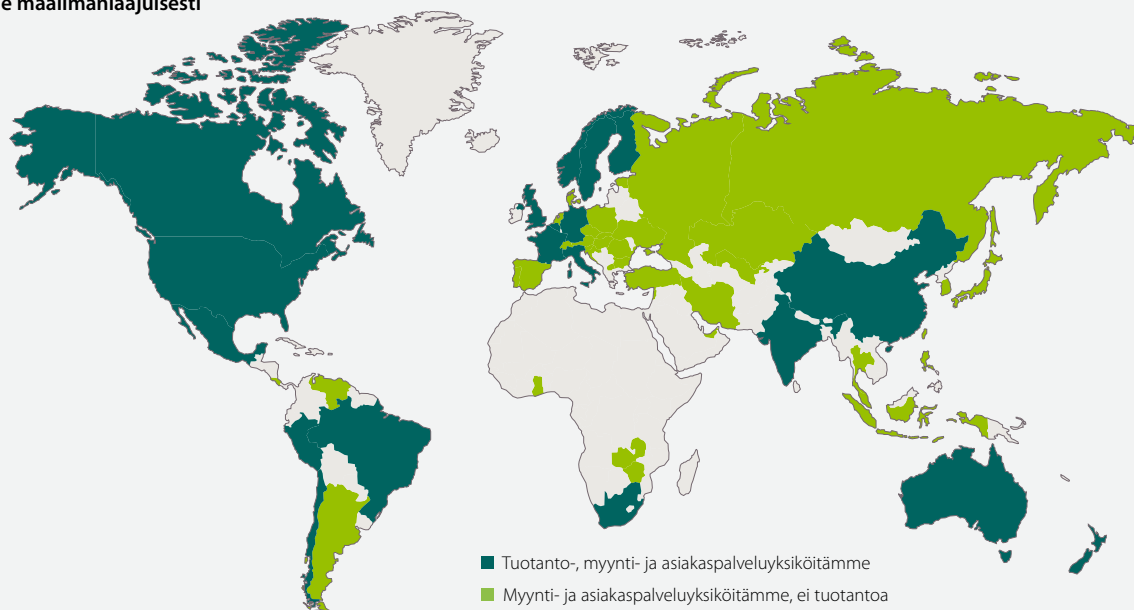 e maailmanlaajuisesti
Tuotanto-, myynti- ja asiakaspalveluyksiköitämme
Myynti- ja asiakaspalveluyksiköitämme, ei tuotantoa